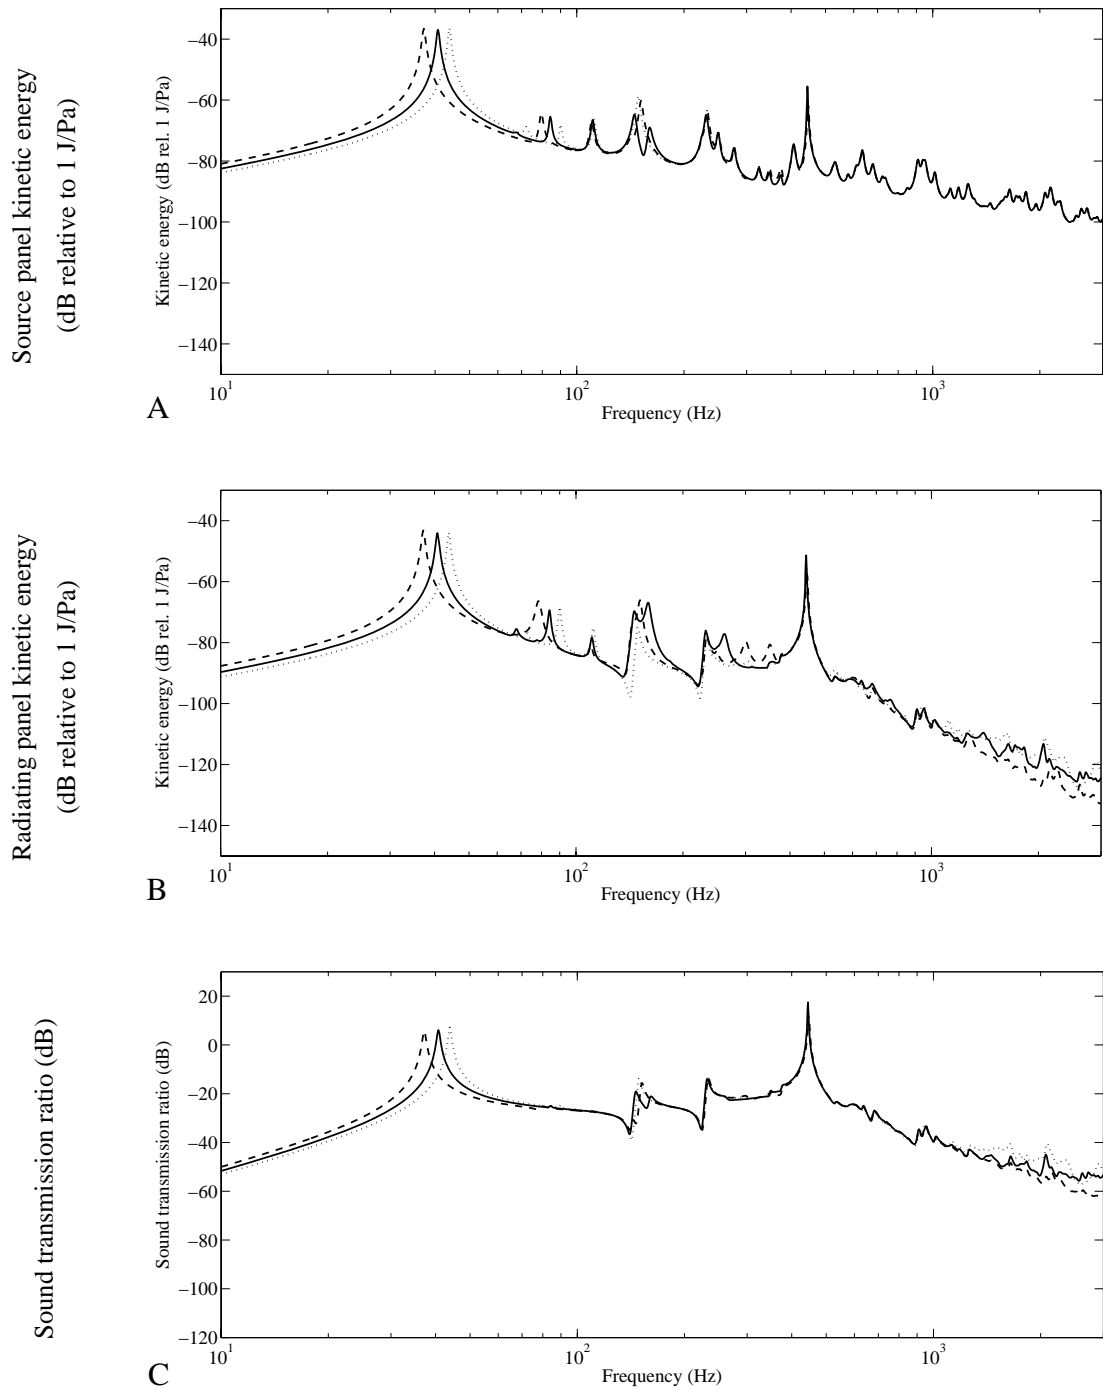 Source panel kinetic energy
(dB relative to 1 J/Pa)
Kinetic energy (dB rel. 1 J/Pa)
−40
−60
−80
−100
−120
−140
10^1
10^2
10^3
Frequency (Hz)
A
Radiating panel kinetic energy
(dB relative to 1 J/Pa)
Kinetic energy (dB rel. 1 J/Pa)
−40
−60
−80
−100
−120
−140
10^1
10^2
10^3
Frequency (Hz)
B
Sound transmission ratio (dB)
Sound transmission ratio (dB)
20
0
−20
−40
−60
−80
−100
−120
10^1
10^2
10^3
Frequency (Hz)
C